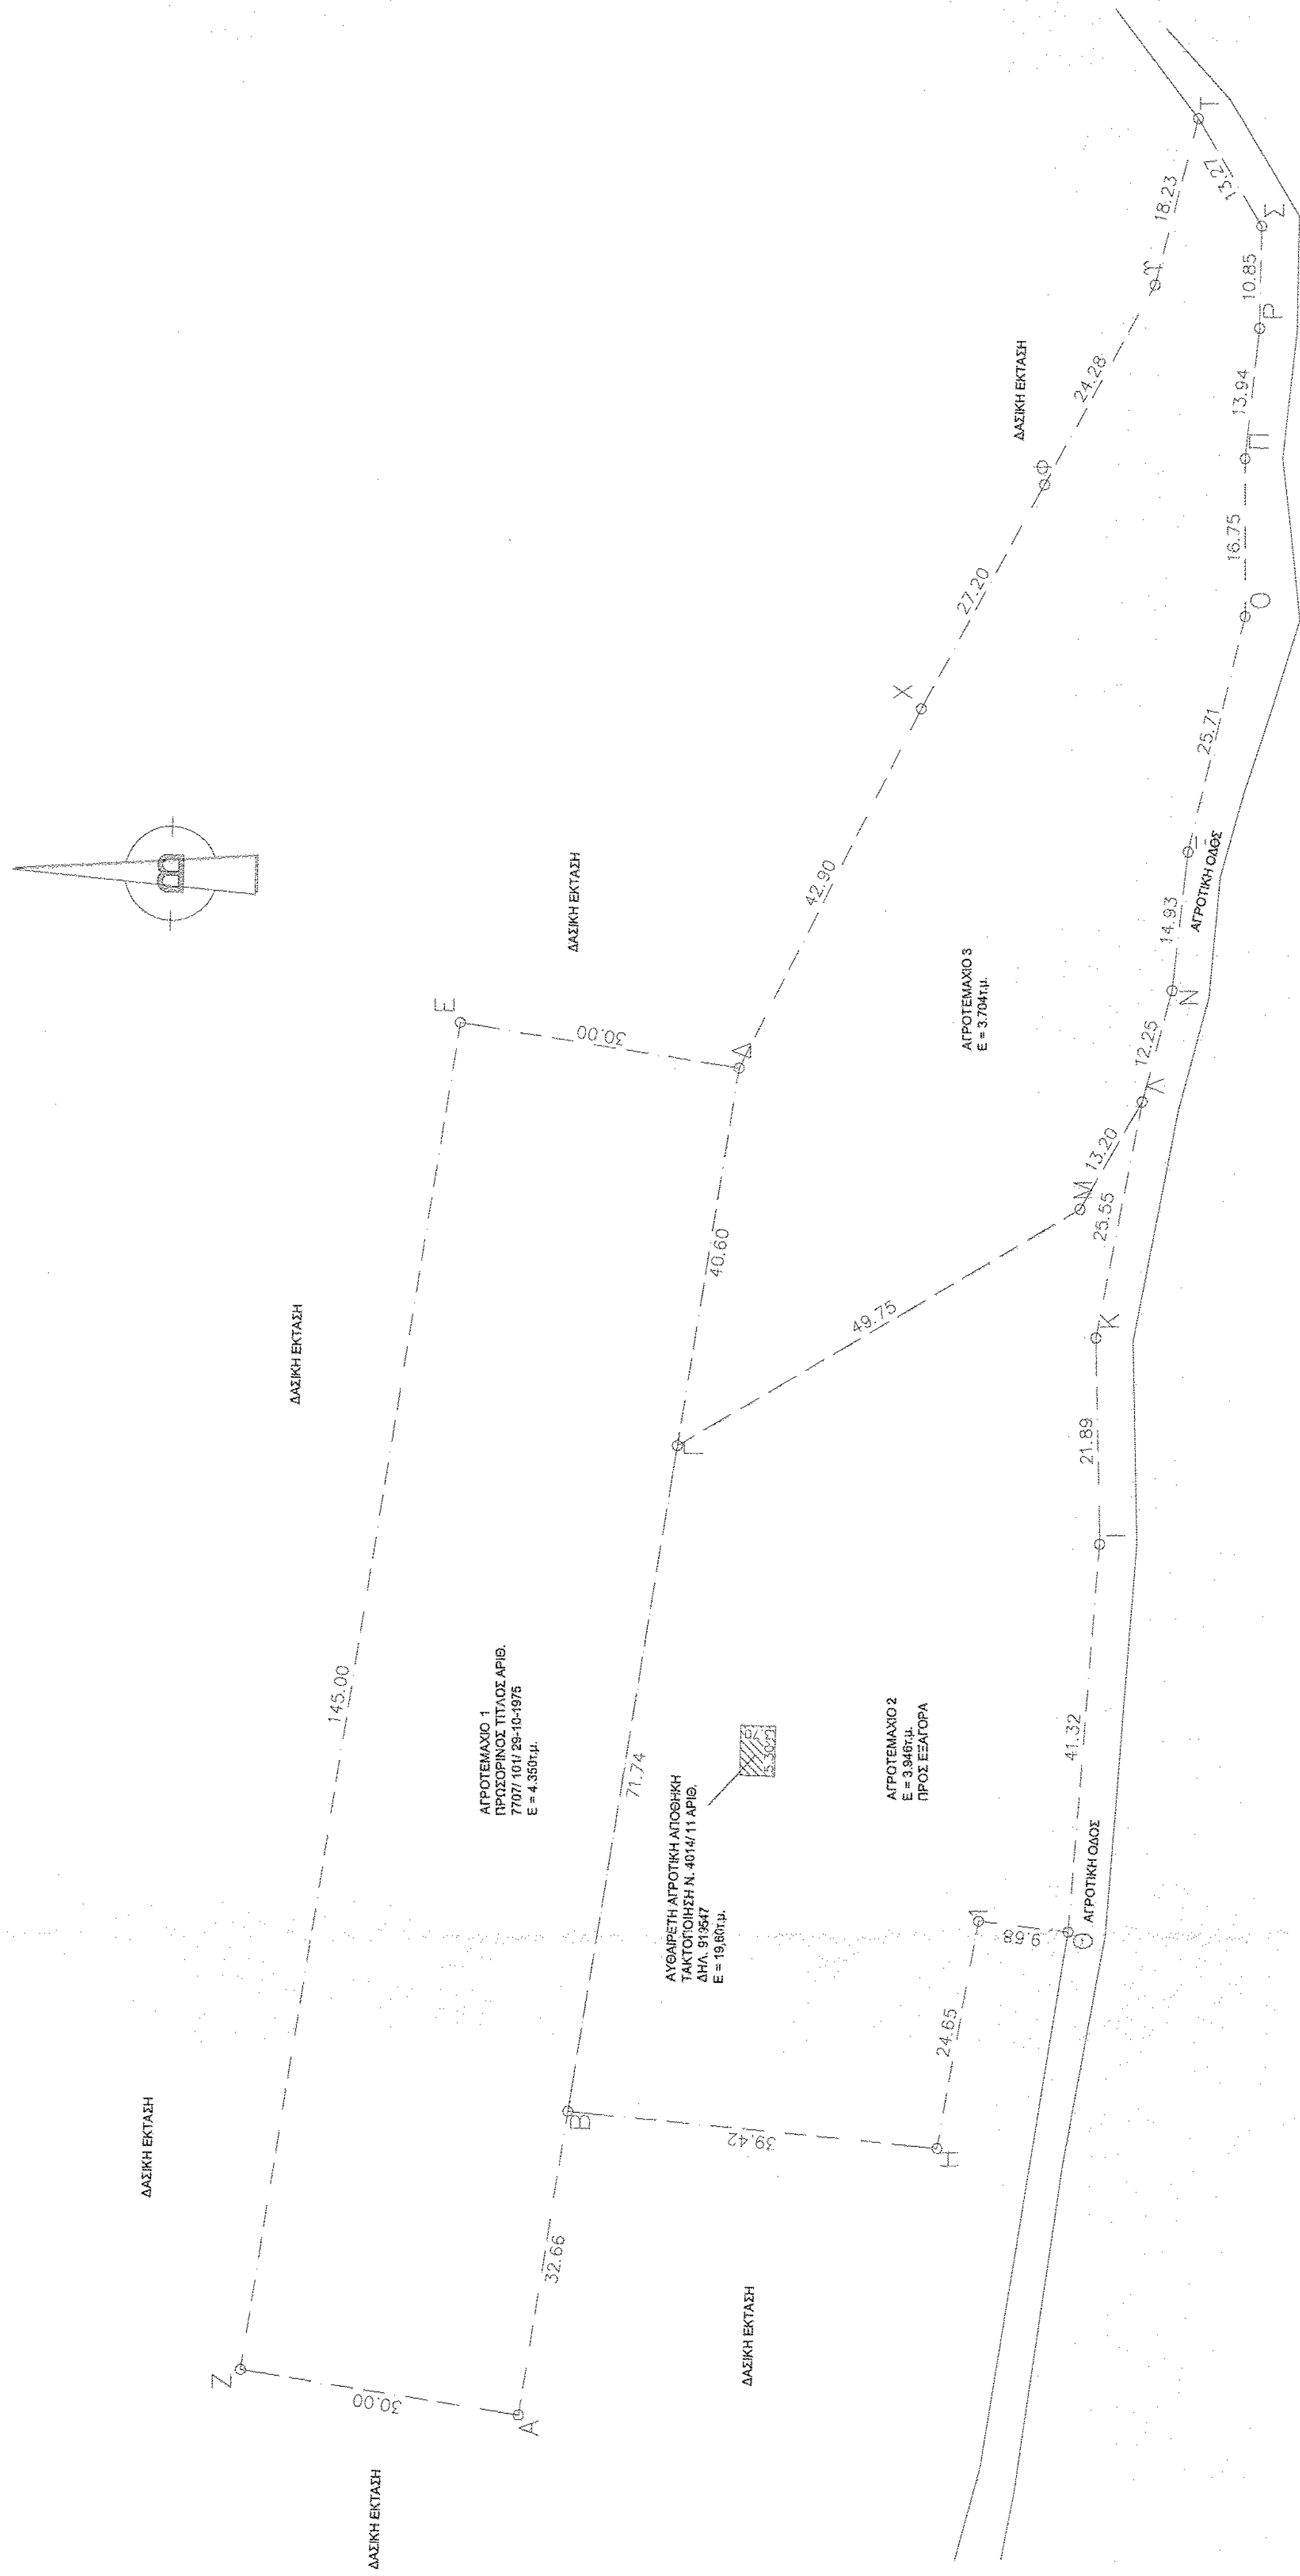 ΔΑΣΙΚΗ ΕΚΤΑΣΗ
ΔΑΣΙΚΗ ΕΚΤΑΣΗ
ΔΑΣΙΚΗ ΕΚΤΑΣΗ
ΔΑΣΙΚΗ ΕΚΤΑΣΗ
ΔΑΣΙΚΗ ΕΚΤΑΣΗ
ΔΑΣΙΚΗ ΕΚΤΑΣΗ
Β
Ζ
145.00
Ε
30.00
30.00
Α
32.66
Β
71.74
Γ
40.60
Δ
ΑΓΡΟΤΕΜΑΧΙΟ 1
ΠΡΟΣΟΡΙΝΟΣ ΤΙΤΛΟΣ ΑΡΙΘ.
7707/ 101/ 29-10-1975
Ε = 4.350τ.μ.
ΑΥΘΑΙΡΕΤΗ ΑΓΡΟΤΙΚΗ ΑΠΟΘΗΚΗ
ΤΑΚΤΟΠΟΙΗΣΗ Ν. 4014/ 11 ΑΡΙΘ.
ΔΗΛ. 919547
Ε = 19,60τ.μ.
39.42
Η
24.65
9.68
Θ
41.32
Ι
21.89
Κ
25.55
Λ
ΑΓΡΟΤΕΜΑΧΙΟ 2
Ε = 3.946τ.μ.
ΠΡΟΣ ΕΞΑΓΟΡΑ
49.75
Μ
13.20
12.25
Ν
14.93
25.71
Ο
16.75
Π
13.94
Ρ
10.85
Σ
13.27
Τ
18.23
Υ
24.28
Φ
27.20
Χ
42.90
ΑΓΡΟΤΕΜΑΧΙΟ 3
Ε = 3.704τ.μ.
ΑΓΡΟΤΙΚΗ ΟΔΟΣ
ΑΓΡΟΤΙΚΗ ΟΔΟΣ